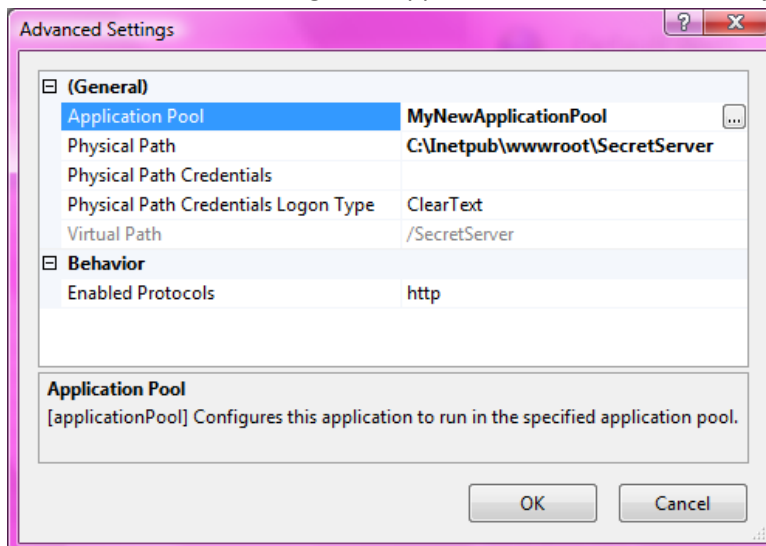 Advanced Settings
(General)
Application Pool MyNewApplicationPool ...
Physical Path C:\Inetpub\wwwroot\SecretServer
Physical Path Credentials
Physical Path Credentials Logon Type ClearText
Virtual Path /SecretServer
Behavior
Enabled Protocols http
Application Pool
[applicationPool] Configures this application to run in the specified application pool.
OK Cancel